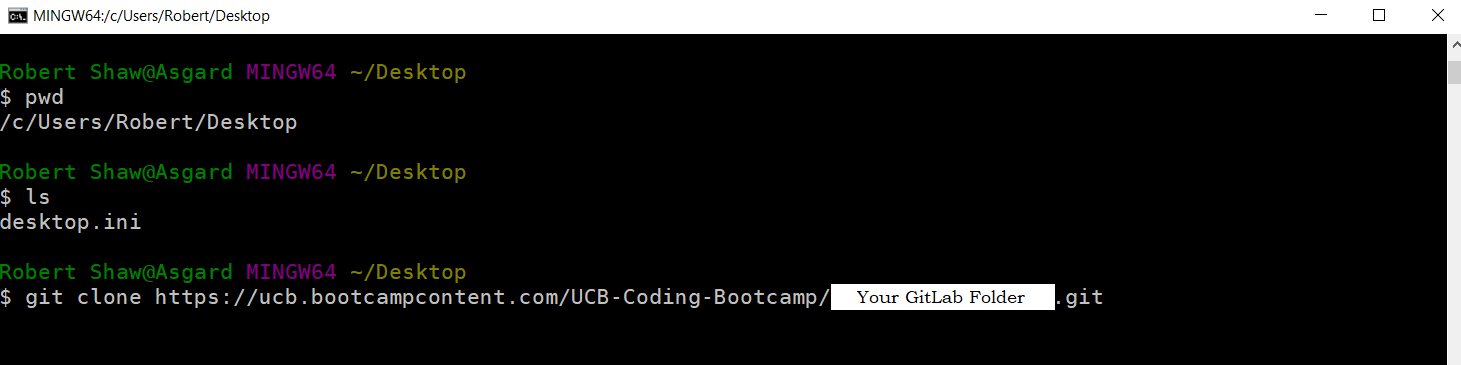 MINGW64:/c/Users/Robert/Desktop
Robert Shaw@Asgard MINGW64 ~/Desktop
$ pwd
/c/Users/Robert/Desktop
Robert Shaw@Asgard MINGW64 ~/Desktop
$ ls
desktop.ini
Robert Shaw@Asgard MINGW64 ~/Desktop
$ git clone https://ucb.bootcampcontent.com/UCB-Coding-Bootcamp/ Your GitLab Folder .git